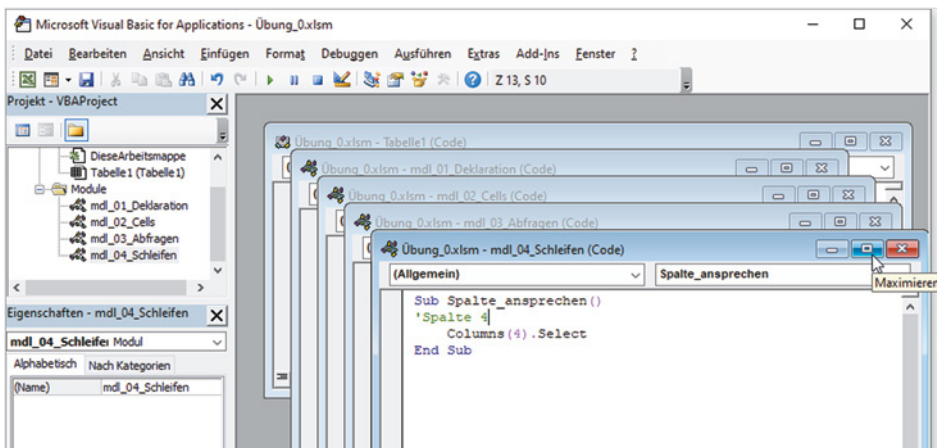 Microsoft Visual Basic for Applications - Übung_0.xlsm
Datei Bearbeiten Ansicht Einfügen Format Debuggen Ausführen Extras Add-Ins Fenster ?
Z 13, S 10
Projekt - VBAProject
DieseArbeitsmappe
Tabelle1 (Tabelle1)
Module
mdl_01_Deklaration
mdl_02_Cells
mdl_03_Abfragen
mdl_04_Schleifen
Eigenschaften - mdl_04_Schleifen
mdl_04_Schleifen Modul
Alphabetisch Nach Kategorien
(Name) mdl_04_Schleifen
Übung_0.xlsm - Tabelle1 (Code)
Übung_0.xlsm - mdl_01_Deklaration (Code)
Übung_0.xlsm - mdl_02_Cells (Code)
Übung_0.xlsm - mdl_03_Abfragen (Code)
Übung_0.xlsm - mdl_04_Schleifen (Code)
Maximieren
(Allgemein) Spalte_ansprechen
Sub Spalte_ansprechen()
'Spalte 4
Columns(4).Select
End Sub